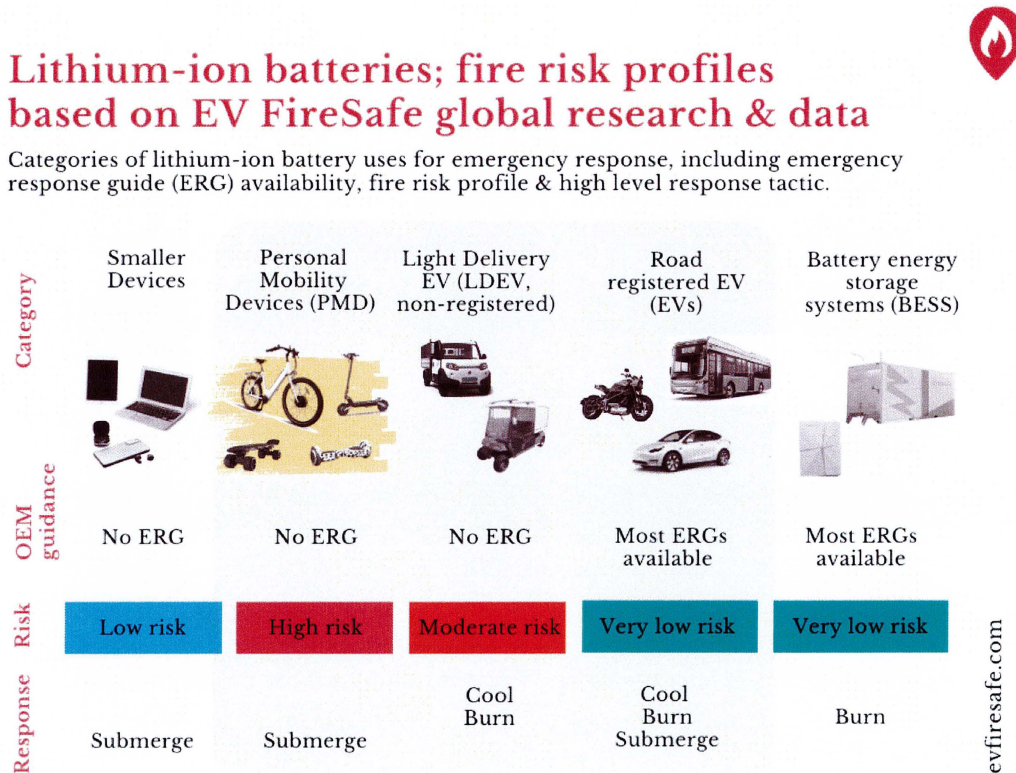 Lithium-ion batteries; fire risk profiles
based on EV FireSafe global research & data
Categories of lithium-ion battery uses for emergency response, including emergency
response guide (ERG) availability, fire risk profile & high level response tactic.
Category
Smaller
Devices
Personal
Mobility
Devices (PMD)
Light Delivery
EV (LDEV,
non-registered)
Road
registered EV
(EVs)
Battery energy
storage
systems (BESS)
OEM
guidance
No ERG
No ERG
No ERG
Most ERGs
available
Most ERGs
available
Risk
Low risk
High risk
Moderate risk
Very low risk
Very low risk
Response
Submerge
Submerge
Cool
Burn
Cool
Burn
Submerge
Burn
evfiresafe.com